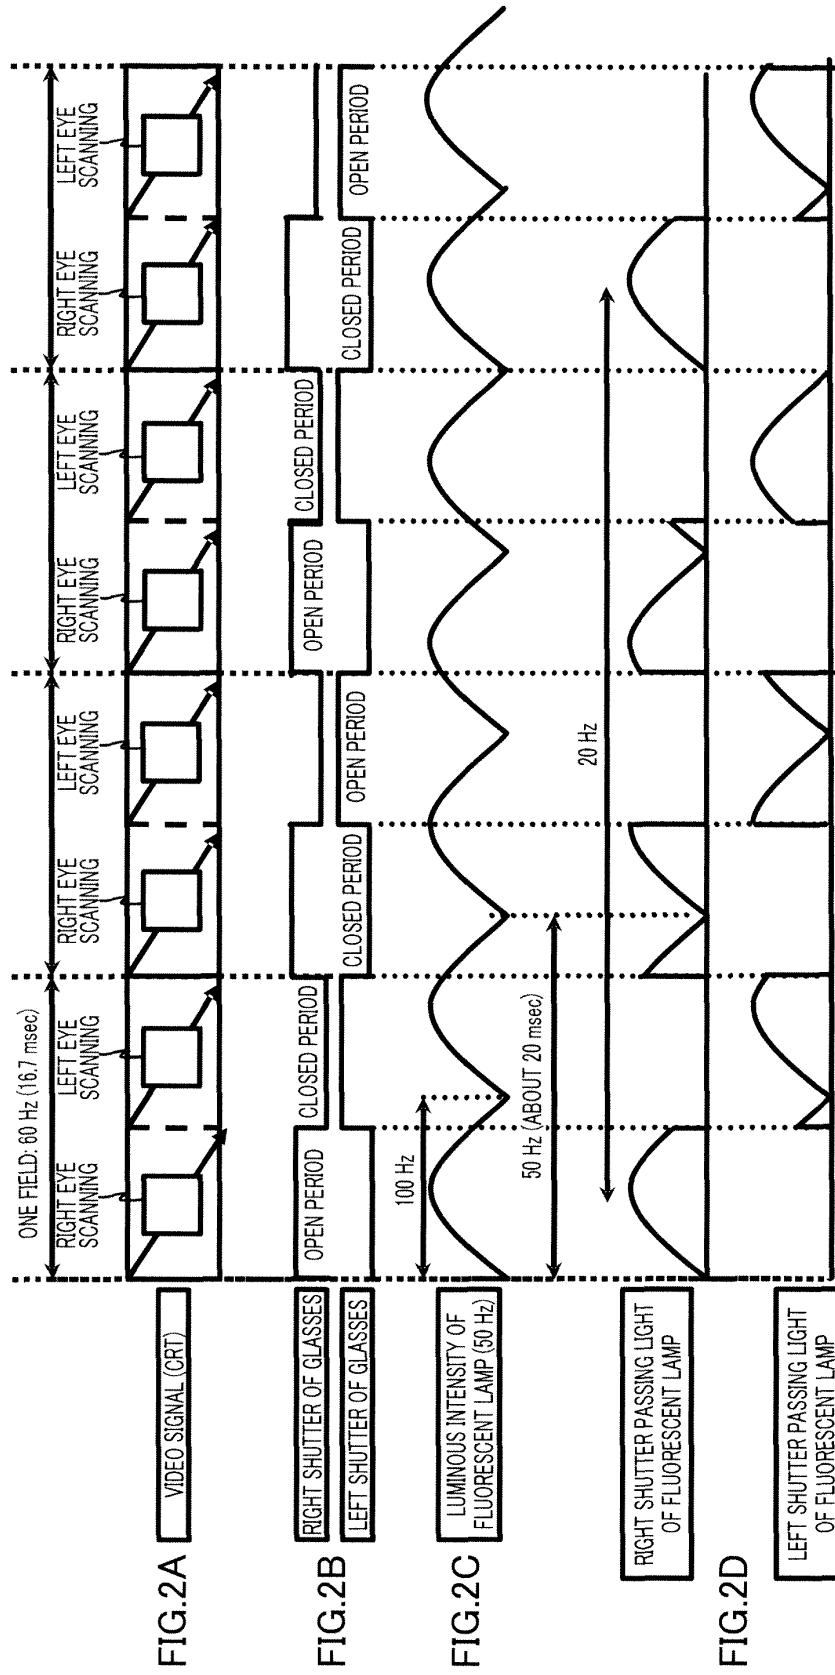 FIG.2A
VIDEO SIGNAL (CRT)
ONE FIELD: 60 Hz (16.7 msec)
RIGHT EYE
SCANNING
LEFT EYE
SCANNING
RIGHT EYE
SCANNING
LEFT EYE
SCANNING
RIGHT EYE
SCANNING
LEFT EYE
SCANNING
RIGHT EYE
SCANNING
LEFT EYE
SCANNING
FIG.2B
RIGHT SHUTTER OF GLASSES
LEFT SHUTTER OF GLASSES
OPEN PERIOD
CLOSED PERIOD
CLOSED PERIOD
OPEN PERIOD
OPEN PERIOD
CLOSED PERIOD
CLOSED PERIOD
OPEN PERIOD
FIG.2C
LUMINOUS INTENSITY OF
FLUORESCENT LAMP (50 Hz)
100 Hz
50 Hz (ABOUT 20 msec)
20 Hz
FIG.2D
RIGHT SHUTTER PASSING LIGHT
OF FLUORESCENT LAMP
LEFT SHUTTER PASSING LIGHT
OF FLUORESCENT LAMP